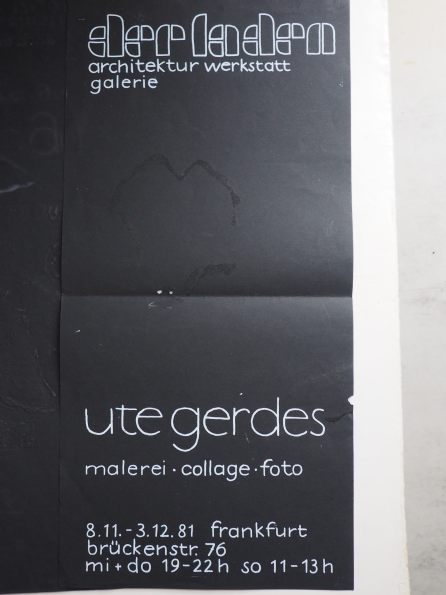 der laden
architektur werkstatt
galerie
ute gerdes
malerei · collage · foto
8.11. - 3.12. 81 frankfurt
brückenstr. 76
mi + do 19-22 h so 11-13 h